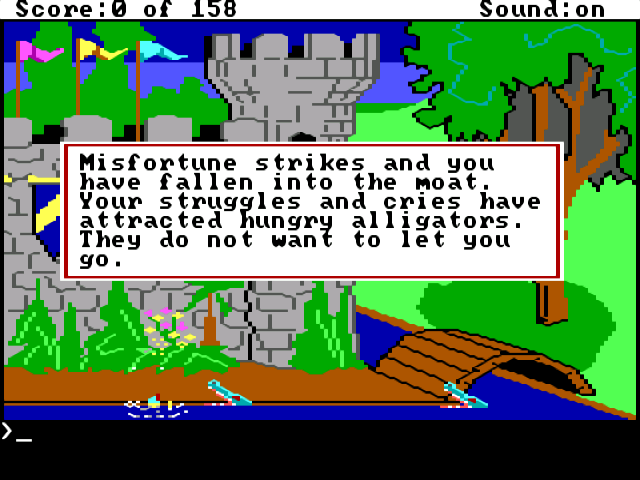 Score:0 of 158 Sound:on
Misfortune strikes and you
have fallen into the moat.
Your struggles and cries have
attracted hungry alligators.
They do not want to let you
go.
>_